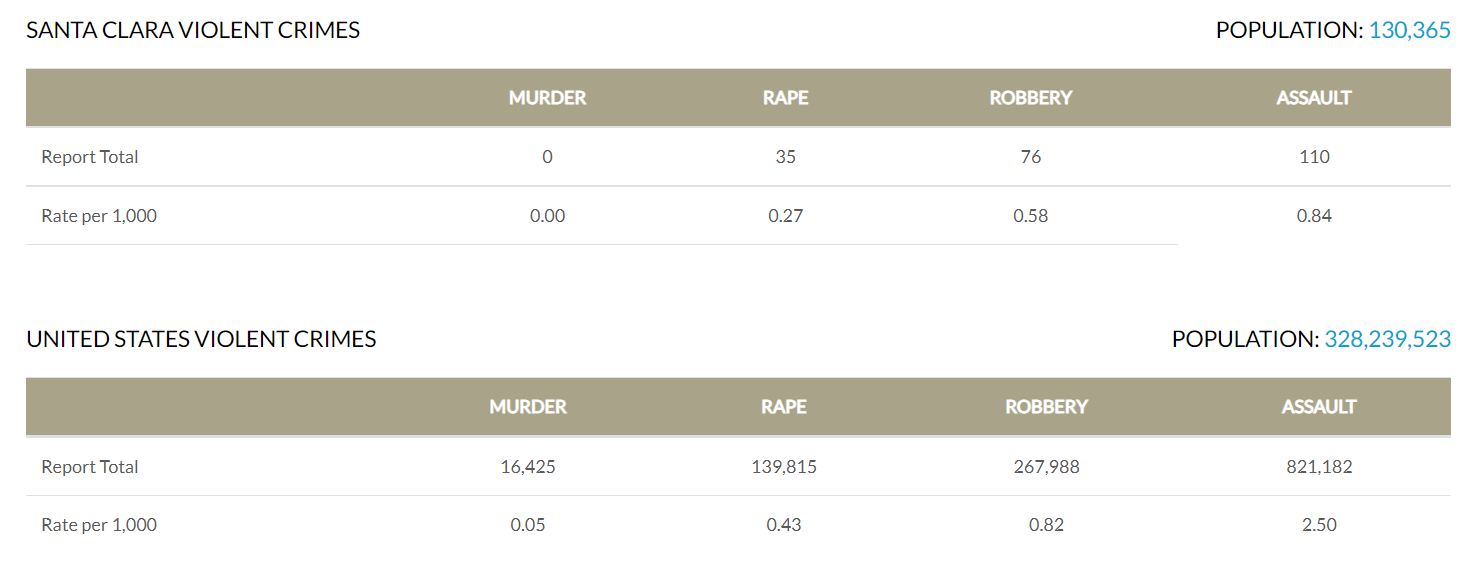 SANTA CLARA VIOLENT CRIMES POPULATION: 130,365
MURDER RAPE ROBBERY ASSAULT
Report Total 0 35 76 110
Rate per 1,000 0.00 0.27 0.58 0.84
UNITED STATES VIOLENT CRIMES POPULATION: 328,239,523
MURDER RAPE ROBBERY ASSAULT
Report Total 16,425 139,815 267,988 821,182
Rate per 1,000 0.05 0.43 0.82 2.50